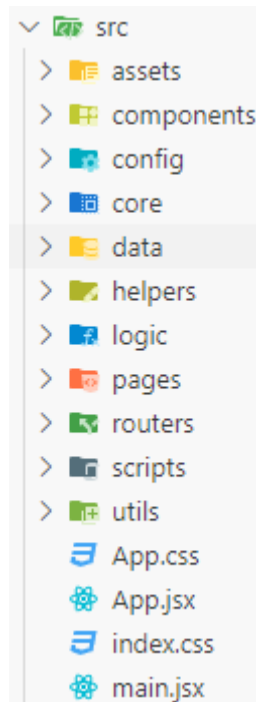 src
assets
components
config
core
data
helpers
logic
pages
routers
scripts
utils
App.css
App.jsx
index.css
main.jsx